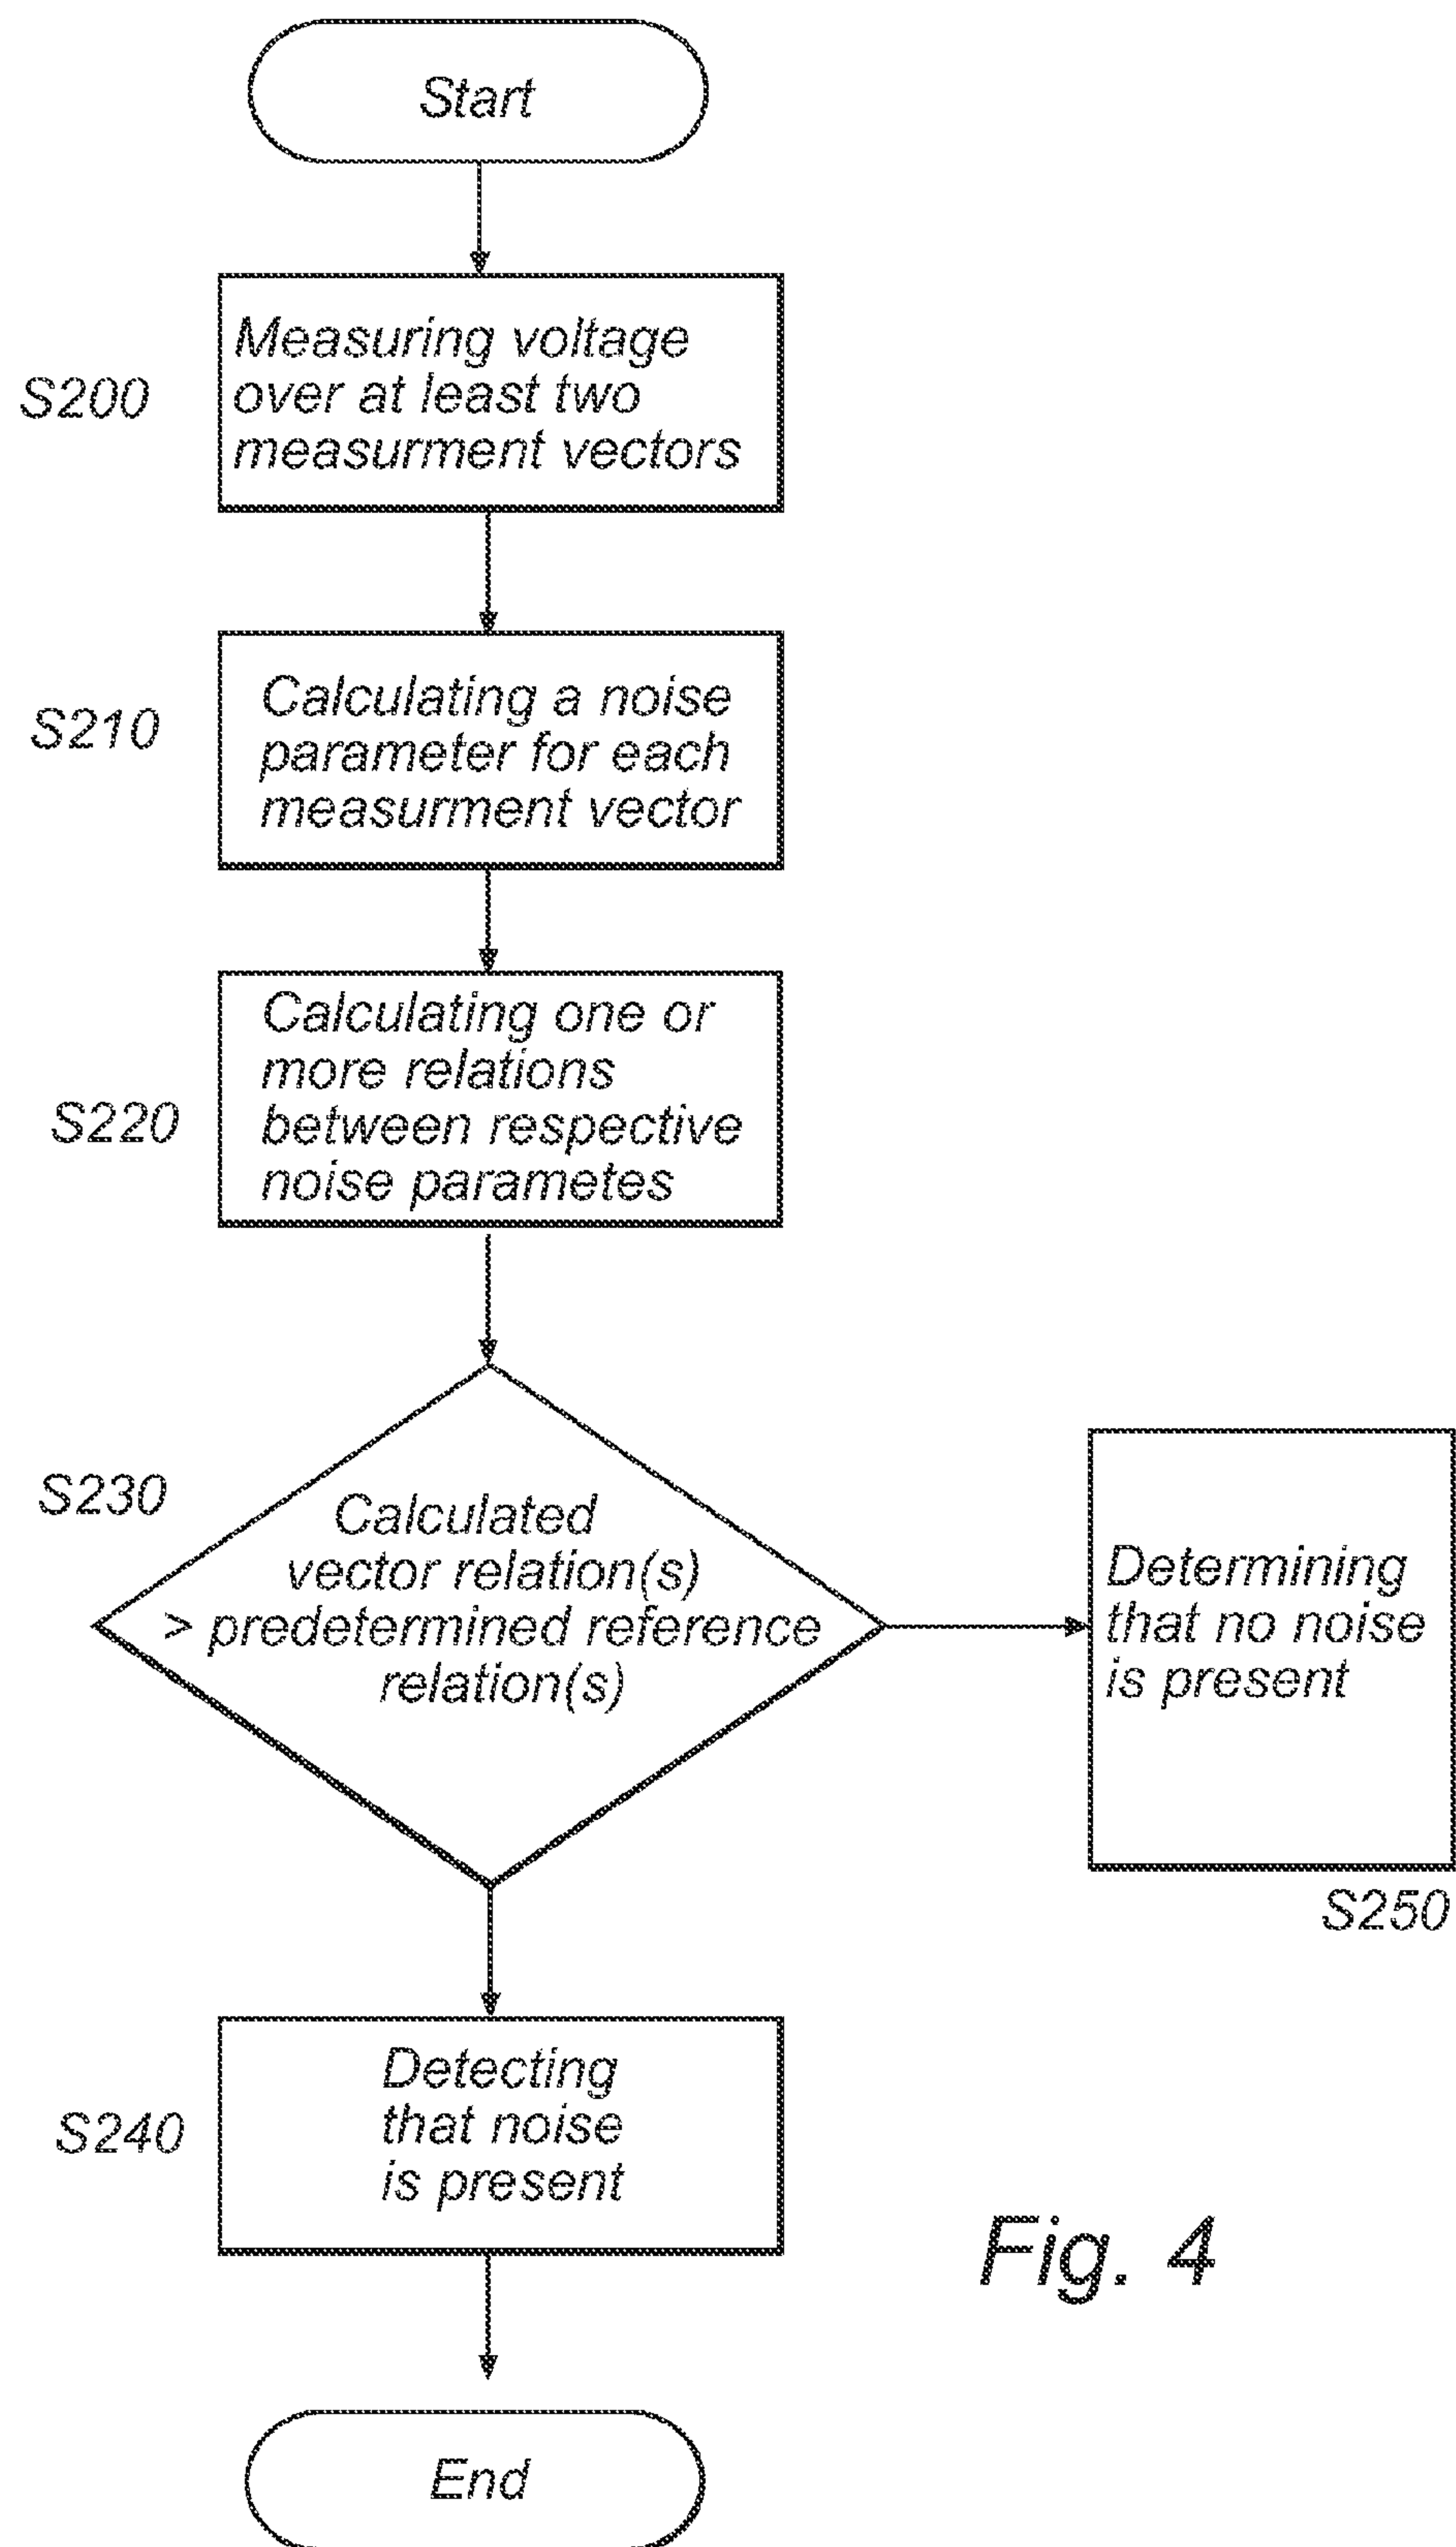 Start
S200
Measuring voltage
over at least two
measurment vectors
S210
Calculating a noise
parameter for each
measurment vector
S220
Calculating one or
more relations
between respective
noise parametes
S230
Calculated
vector relation(s)
> predetermined reference
relation(s)
Determining
that no noise
is present
S250
S240
Detecting
that noise
is present
Fig. 4
End